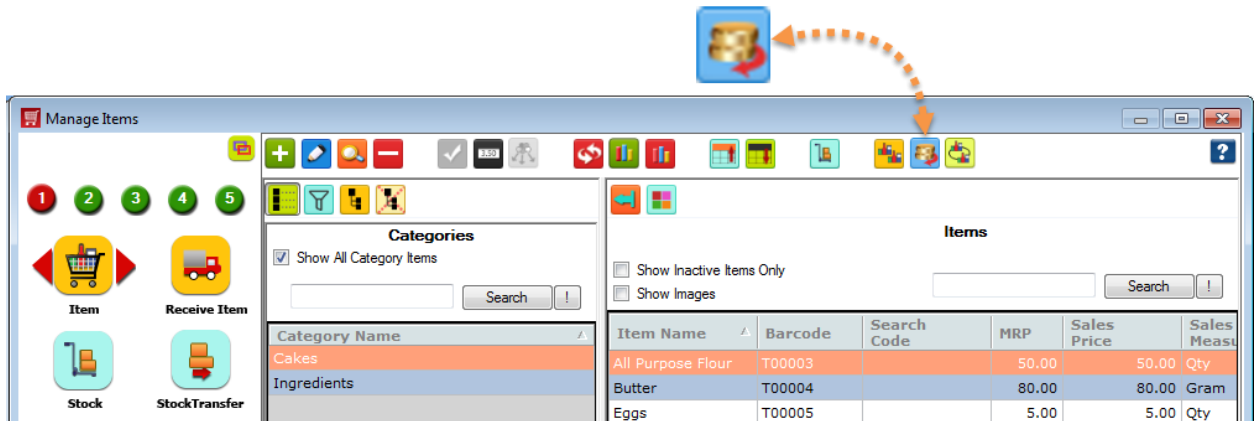 Manage Items
3.50
?
1 2 3 4 5
Item
Receive Item
Stock
StockTransfer
Categories
Show All Category Items
Search !
Category Name
Cakes
Ingredients
Items
Show Inactive Items Only
Show Images
Search !
Item Name Barcode Search Code MRP Sales Price Sales Measu
All Purpose Flour T00003 50.00 50.00 Qty
Butter T00004 80.00 80.00 Gram
Eggs T00005 5.00 5.00 Qty